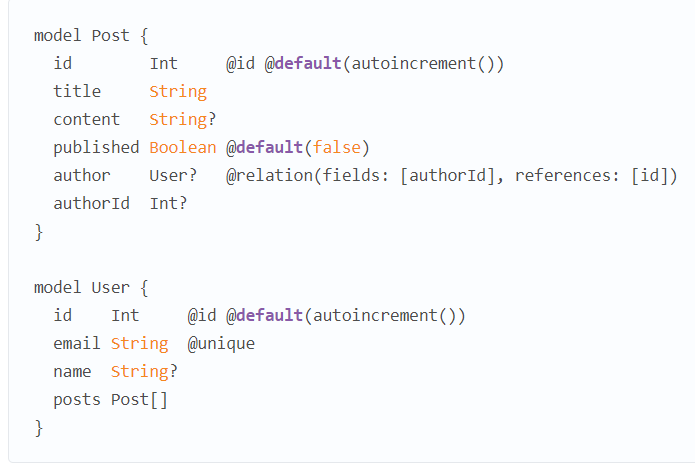 model Post {
  id        Int     @id @default(autoincrement())
  title     String
  content   String?
  published Boolean @default(false)
  author    User?   @relation(fields: [authorId], references: [id])
  authorId  Int?
}

model User {
  id    Int     @id @default(autoincrement())
  email String  @unique
  name  String?
  posts Post[]
}